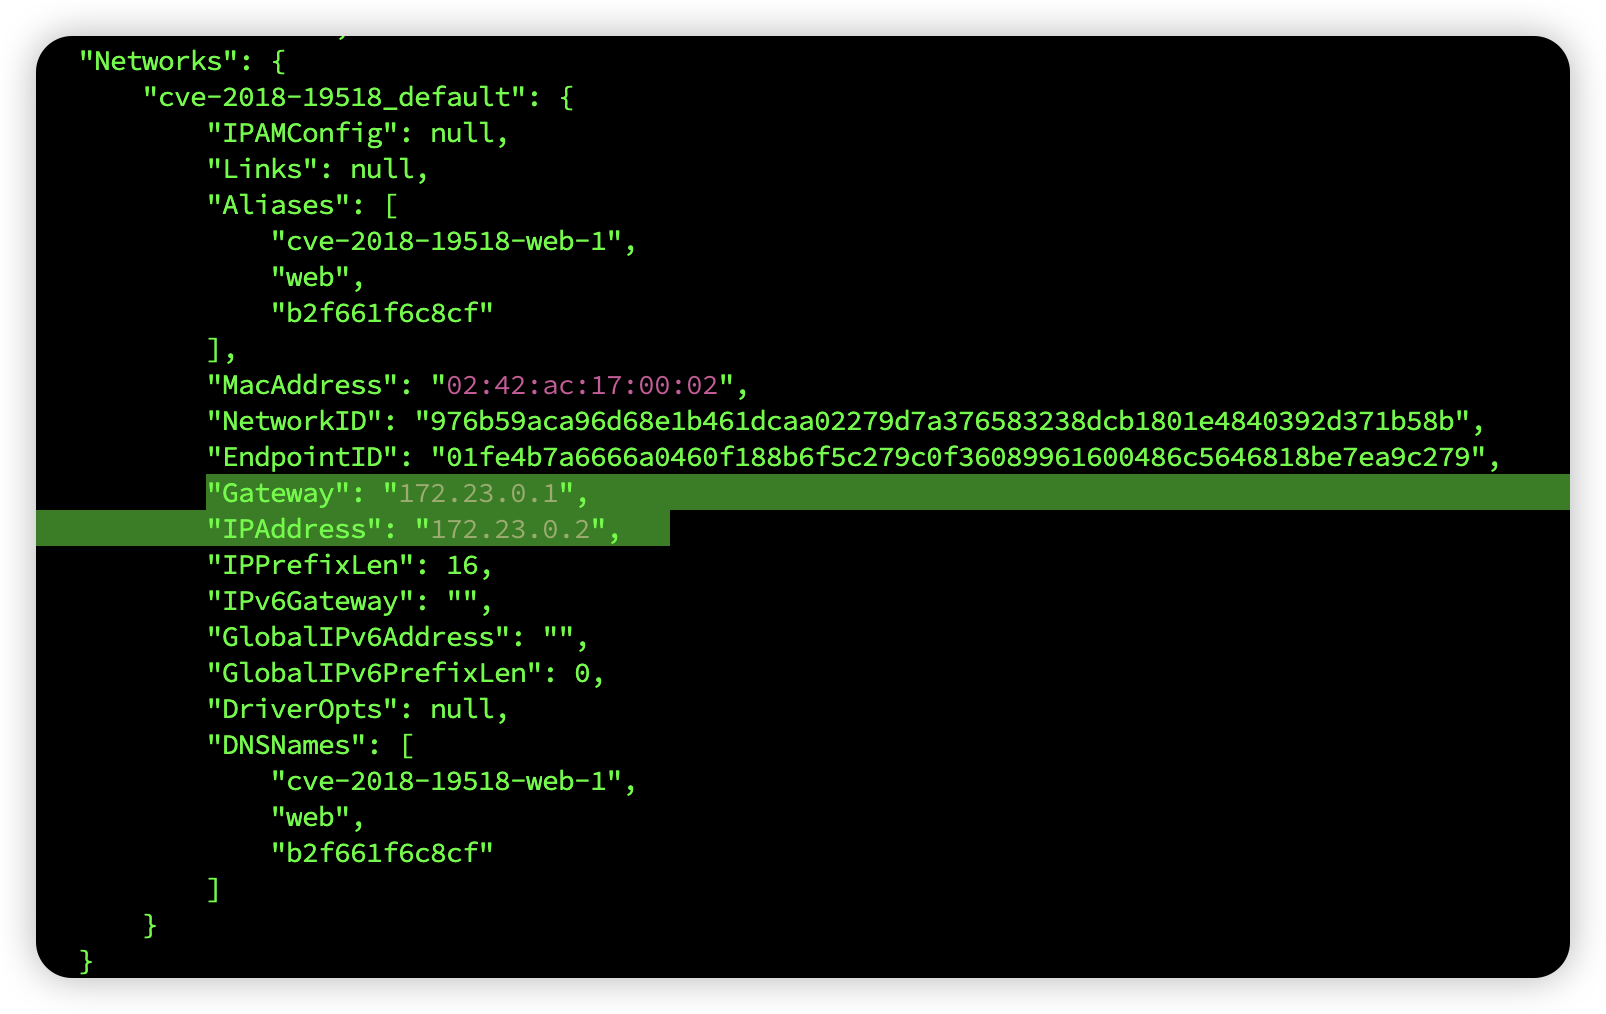 "Networks": {
"cve-2018-19518_default": {
"IPAMConfig": null,
"Links": null,
"Aliases": [
"cve-2018-19518-web-1",
"web",
"b2f661f6c8cf"
],
"MacAddress": "02:42:ac:17:00:02",
"NetworkID": "976b59aca96d68e1b461dcaa02279d7a376583238dcb1801e4840392d371b58b",
"EndpointID": "01fe4b7a6666a0460f188b6f5c279c0f36089961600486c5646818be7ea9c279",
"Gateway": "172.23.0.1",
"IPAddress": "172.23.0.2",
"IPPrefixLen": 16,
"IPv6Gateway": "",
"GlobalIPv6Address": "",
"GlobalIPv6PrefixLen": 0,
"DriverOpts": null,
"DNSNames": [
"cve-2018-19518-web-1",
"web",
"b2f661f6c8cf"
]
}
}